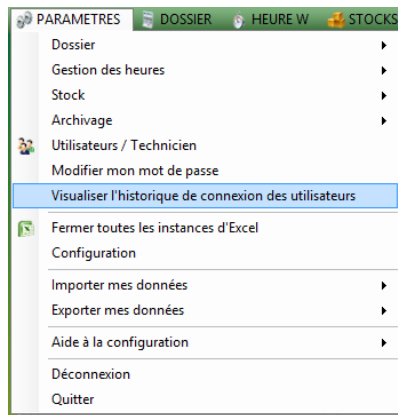 PARAMETRES DOSSIER HEURE W STOCKS
Dossier
Gestion des heures
Stock
Archivage
Utilisateurs / Technicien
Modifier mon mot de passe
Visualiser l'historique de connexion des utilisateurs
Fermer toutes les instances d'Excel
Configuration
Importer mes données
Exporter mes données
Aide à la configuration
Déconnexion
Quitter